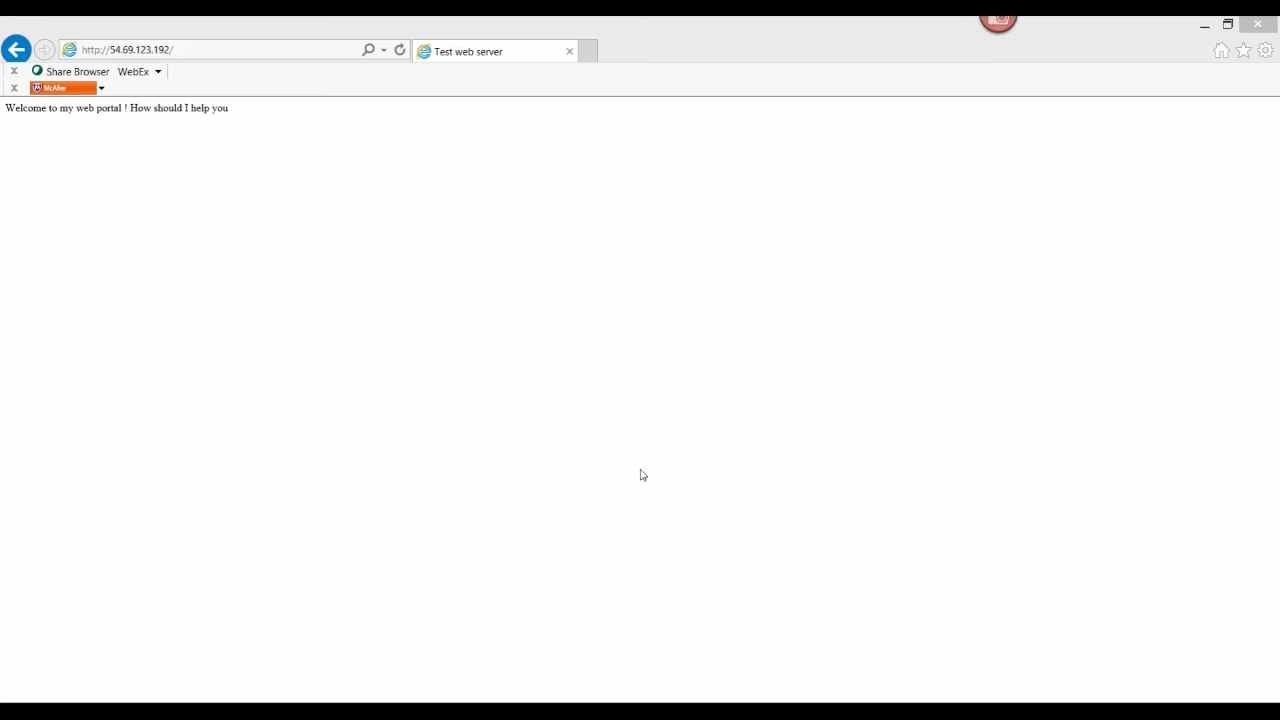 http://54.69.123.192/
Test web server
Share Browser WebEx
McAfee
Welcome to my web portal ! How should I help you